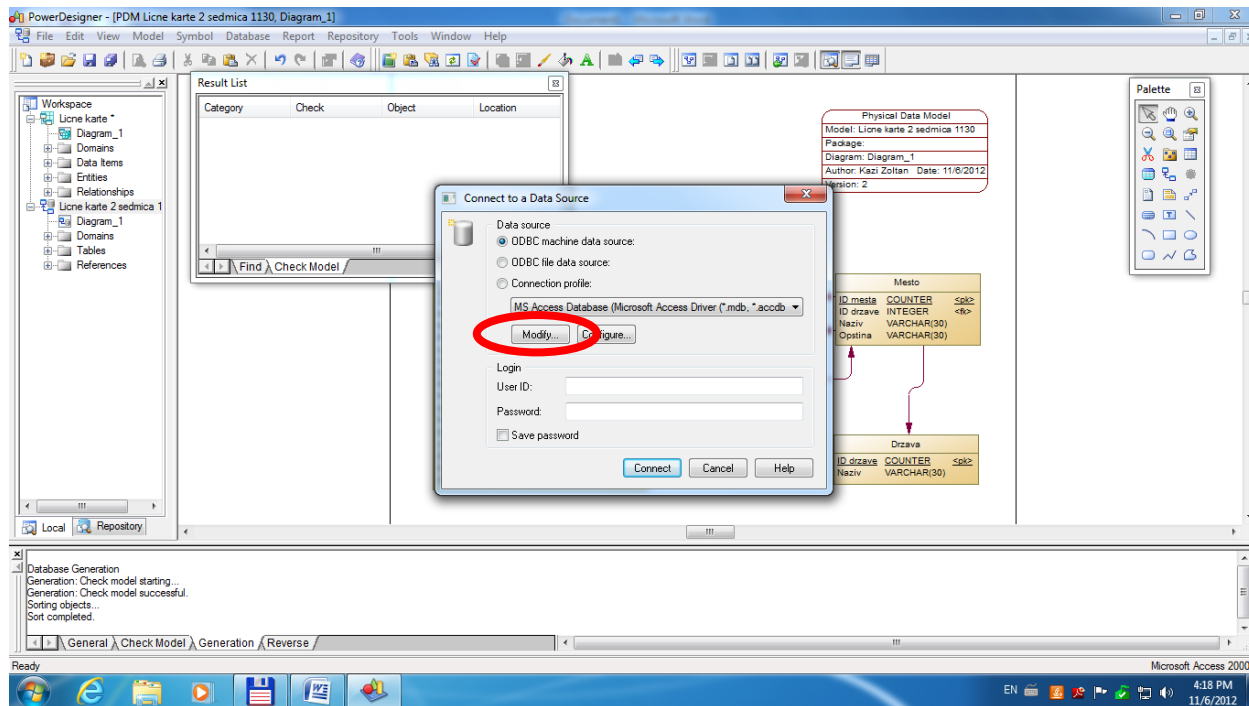 PowerDesigner - [PDM Licne karte 2 sedmica 1130, Diagram_1]
File Edit View Model Symbol Database Report Repository Tools Window Help
Result List
Category Check Object Location
Find Check Model
Workspace
Licne karte *
Diagram_1
Domains
Data Items
Entities
Relationships
Licne karte 2 sedmica 1
Diagram_1
Domains
Tables
References
Local Repository
Physical Data Model
Model: Licne karte 2 sedmica 1130
Package:
Diagram: Diagram_1
Author: Kazi Zoltan Date: 11/6/2012
Version: 2
Palette
Connect to a Data Source
Data source
ODBC machine data source:
ODBC file data source:
Connection profile:
MS Access Database (Microsoft Access Driver (*.mdb, *.accdb
Modify... Configure...
Login
User ID:
Password:
Save password
Connect Cancel Help
Mesto
ID mesta COUNTER <pk>
ID drzave INTEGER <fk>
Naziv VARCHAR(30)
Opstina VARCHAR(30)
Drzava
ID drzave COUNTER <pk>
Naziv VARCHAR(30)
Database Generation
Generation: Check model starting...
Generation: Check model successful.
Sorting objects...
Sort completed.
General Check Model Generation Reverse
Ready Microsoft Access 2000
EN 4:18 PM
11/6/2012